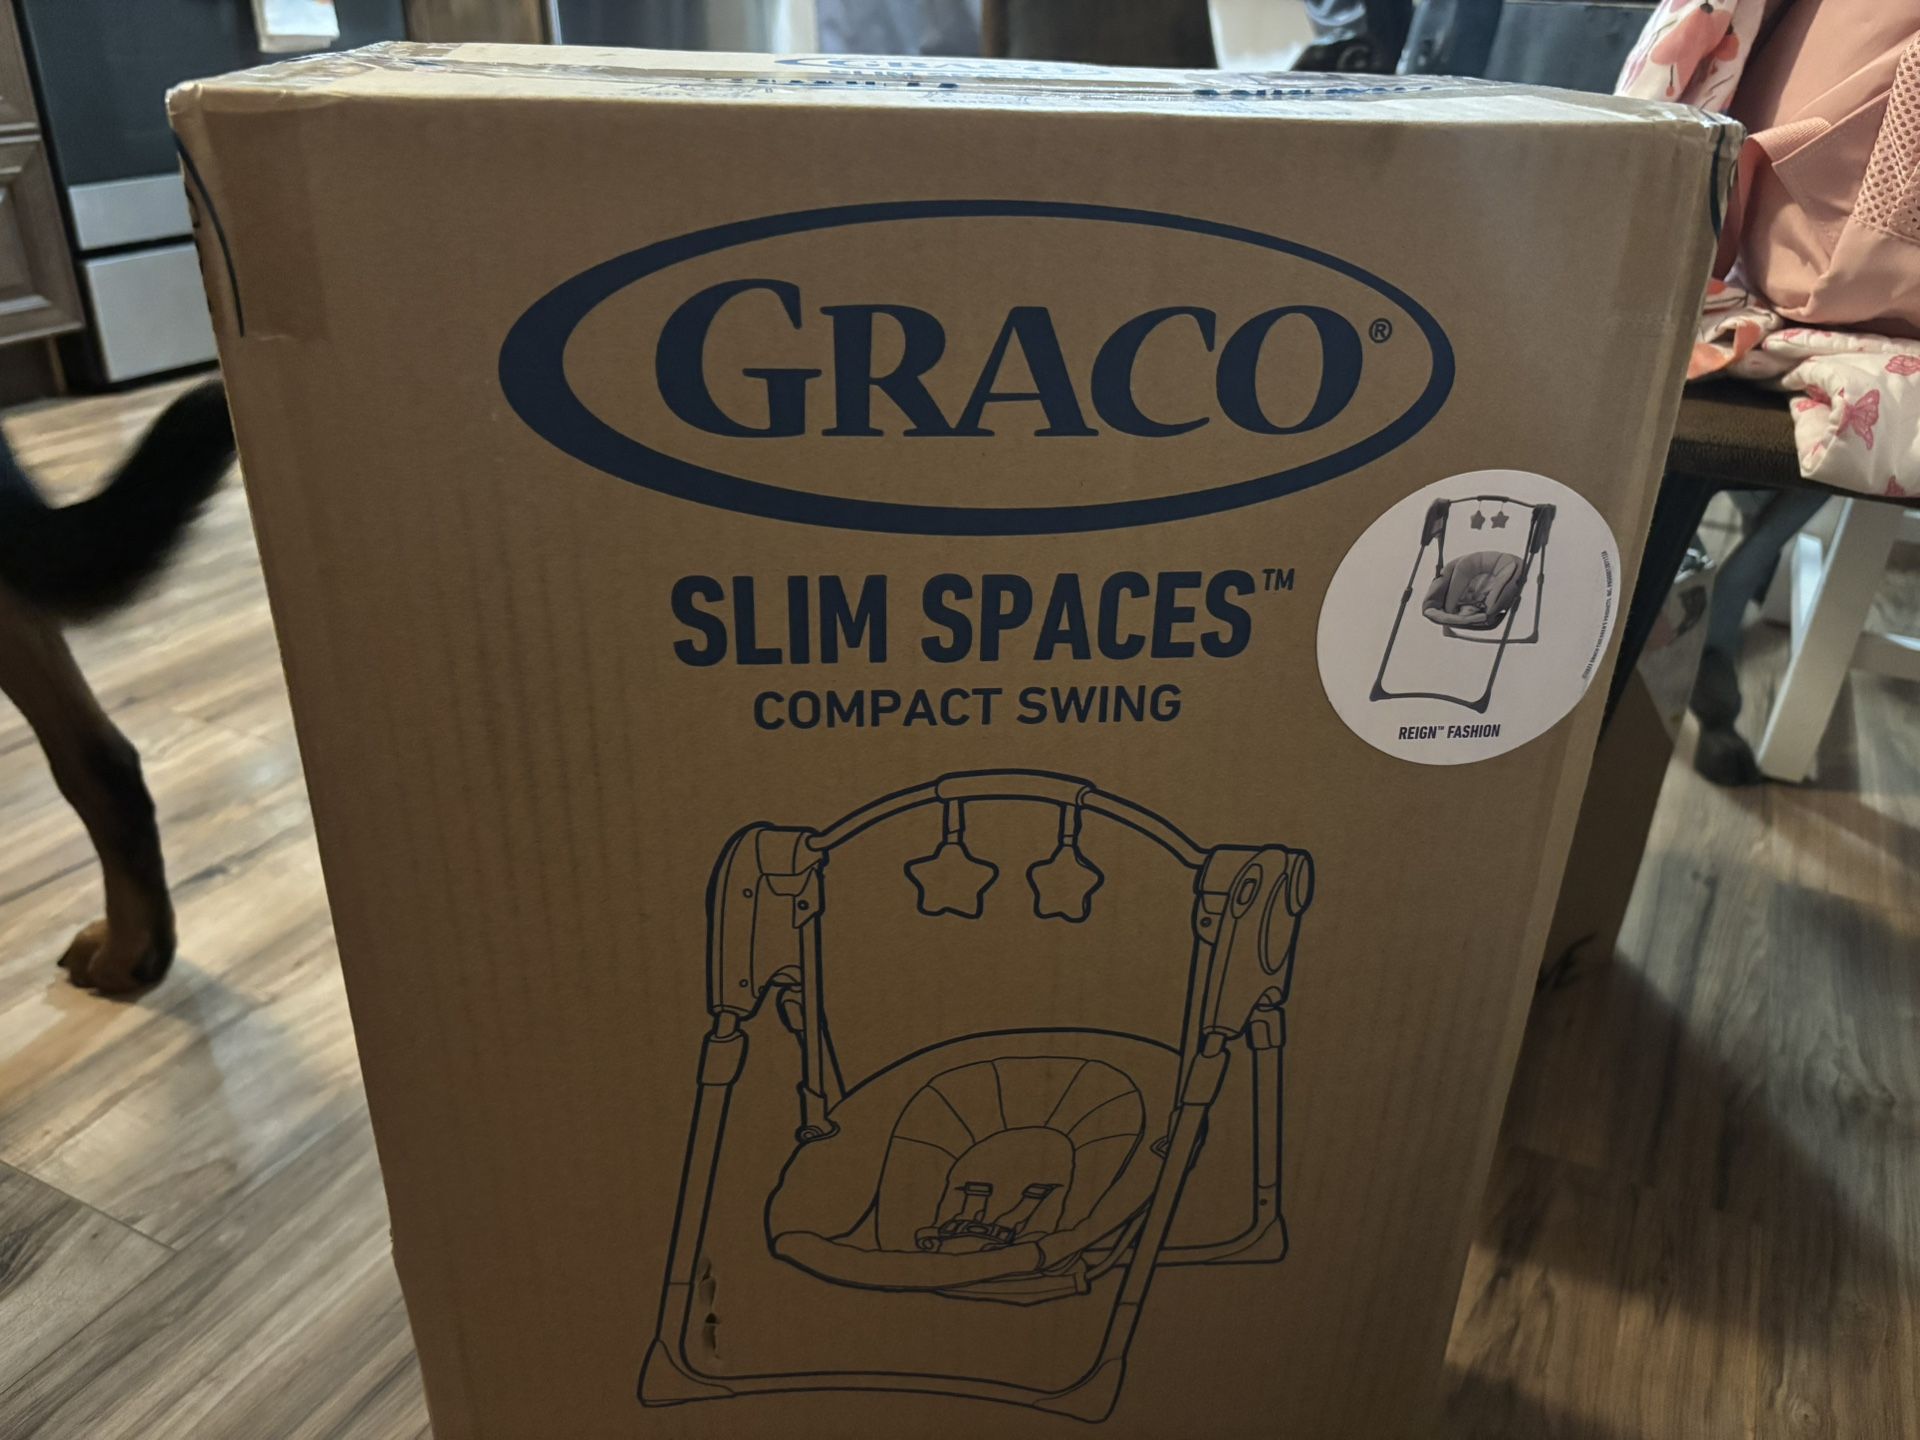 GRACO®
SLIM SPACES™
COMPACT SWING
REIGN™ FASHION